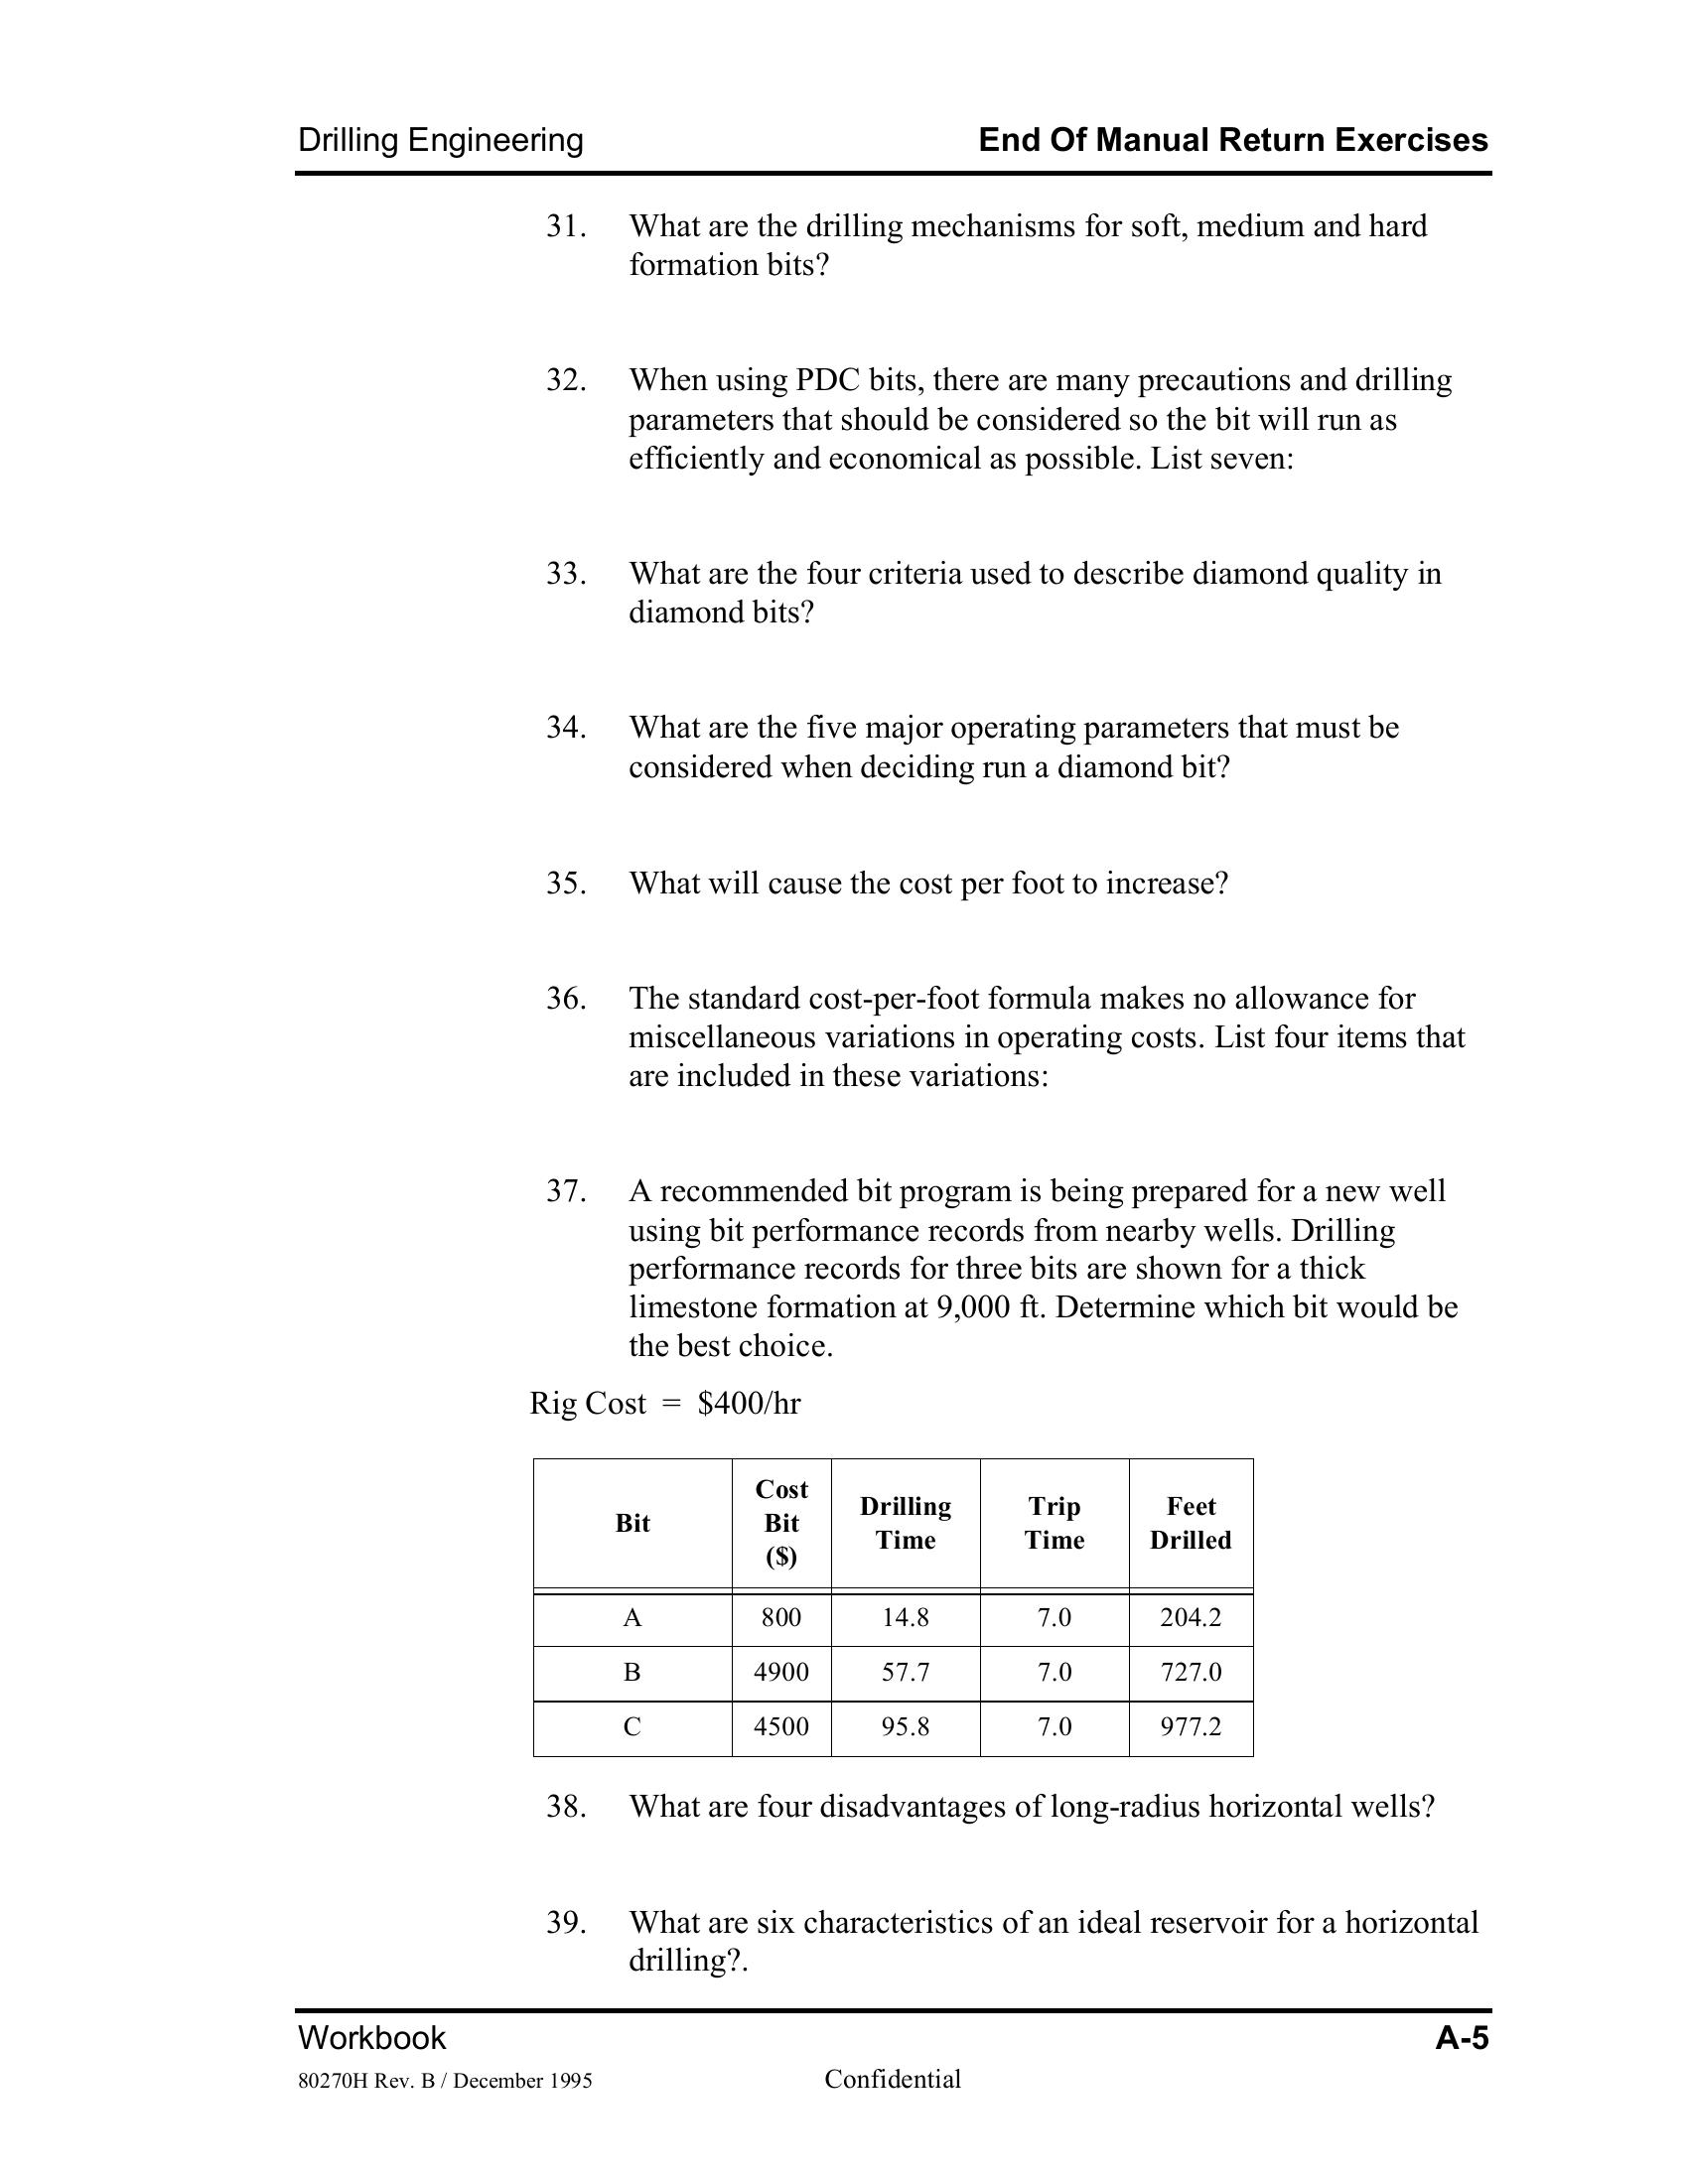 Drilling Engineering End Of Manual Return Exercises
31. What are the drilling mechanisms for soft, medium and hard
formation bits?
32. When using PDC bits, there are many precautions and drilling
parameters that should be considered so the bit will run as
efficiently and economical as possible. List seven:
33. What are the four criteria used to describe diamond quality in
diamond bits?
34. What are the five major operating parameters that must be
considered when deciding run a diamond bit?
35. What will cause the cost per foot to increase?
36. The standard cost-per-foot formula makes no allowance for
miscellaneous variations in operating costs. List four items that
are included in these variations:
37. A recommended bit program is being prepared for a new well
using bit performance records from nearby wells. Drilling
performance records for three bits are shown for a thick
limestone formation at 9,000 ft. Determine which bit would be
the best choice.
Rig Cost = $400/hr
Bit Cost Bit ($) Drilling Time Trip Time Feet Drilled
A 800 14.8 7.0 204.2
B 4900 57.7 7.0 727.0
C 4500 95.8 7.0 977.2
38. What are four disadvantages of long-radius horizontal wells?
39. What are six characteristics of an ideal reservoir for a horizontal
drilling?.
Workbook A-5
80270H Rev. B / December 1995 Confidential